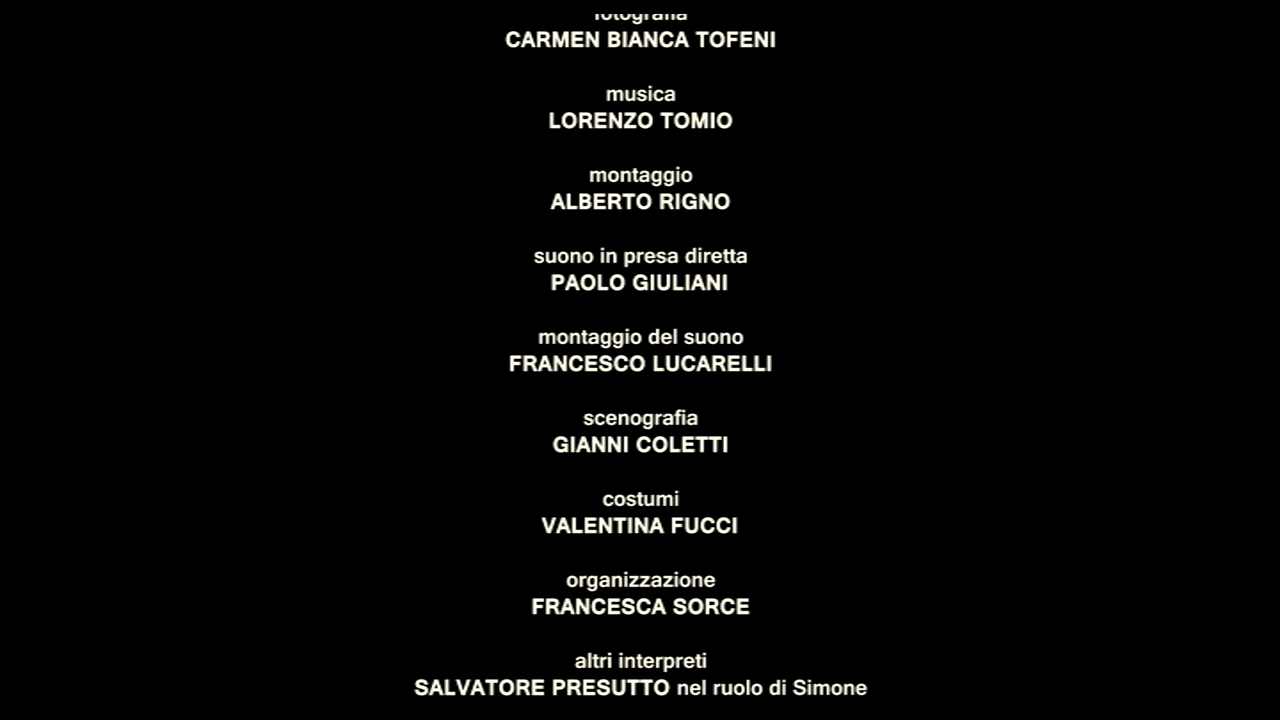 fotografia
CARMEN BIANCA TOFENI
musica
LORENZO TOMIO
montaggio
ALBERTO RIGNO
suono in presa diretta
PAOLO GIULIANI
montaggio del suono
FRANCESCO LUCARELLI
scenografia
GIANNI COLETTI
costumi
VALENTINA FUCCI
organizzazione
FRANCESCA SORCE
altri interpreti
SALVATORE PRESUTTO nel ruolo di Simone